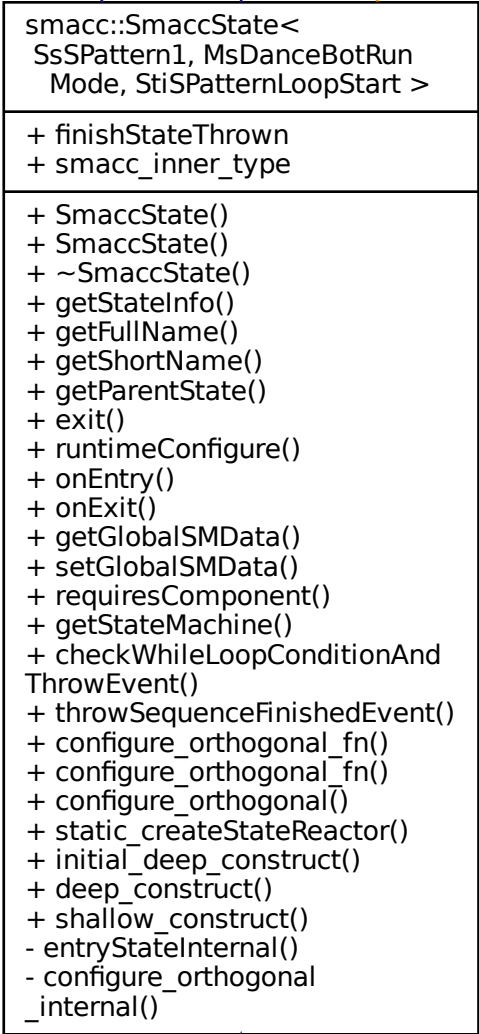 smacc::SmaccState<
SsSPattern1, MsDanceBotRun
Mode, StiSPatternLoopStart >
+ finishStateThrown
+ smacc_inner_type
+ SmaccState()
+ SmaccState()
+ ~SmaccState()
+ getStateInfo()
+ getFullName()
+ getShortName()
+ getParentState()
+ exit()
+ runtimeConfigure()
+ onEntry()
+ onExit()
+ getGlobalSMData()
+ setGlobalSMData()
+ requiresComponent()
+ getStateMachine()
+ checkWhileLoopConditionAnd
ThrowEvent()
+ throwSequenceFinishedEvent()
+ configure_orthogonal_fn()
+ configure_orthogonal_fn()
+ configure_orthogonal()
+ static_createStateReactor()
+ initial_deep_construct()
+ deep_construct()
+ shallow_construct()
- entryStateInternal()
- configure_orthogonal
_internal()